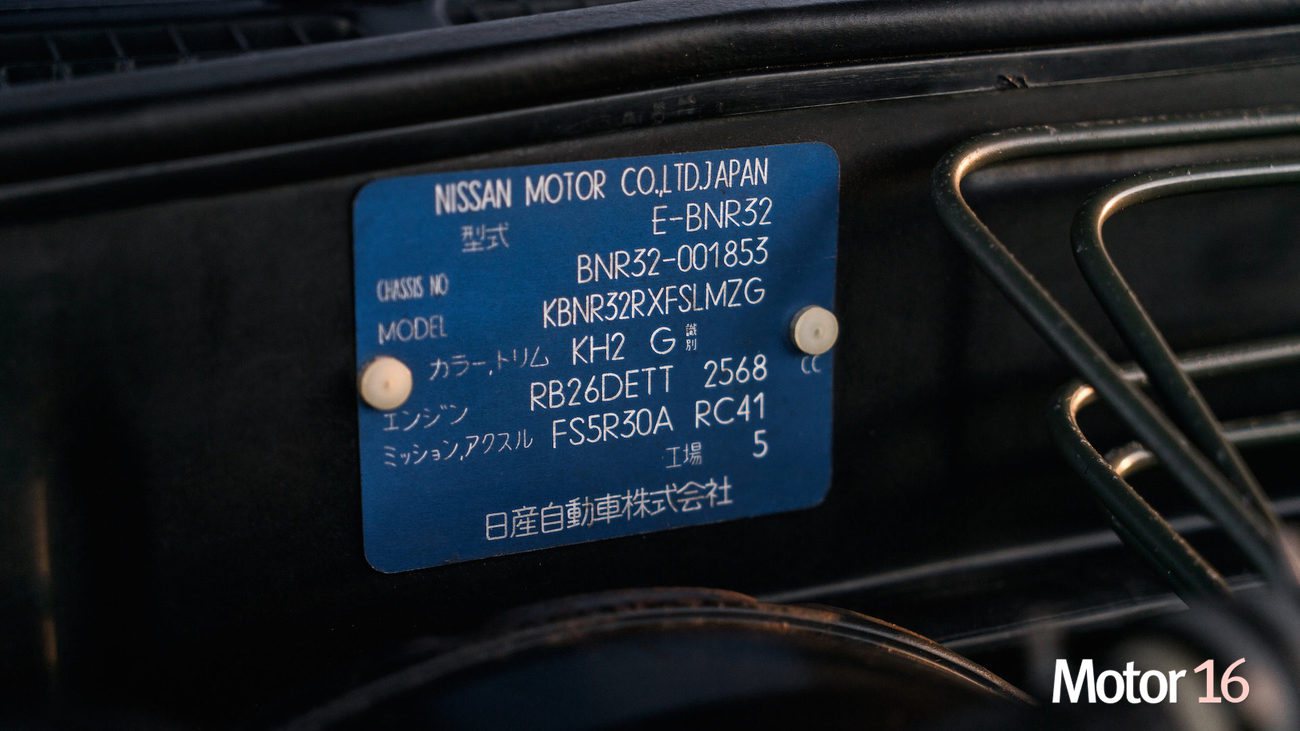 NISSAN MOTOR CO.,LTD.JAPAN
型式 E-BNR32
CHASSIS NO BNR32-001853
MODEL KBNR32RXFSLMZG
カラー,トリム KH2 G 識別
エンジン RB26DETT 2568 CC
ミッション,アクスル FS5R30A RC41
工場 5
日産自動車株式会社
Motor 16